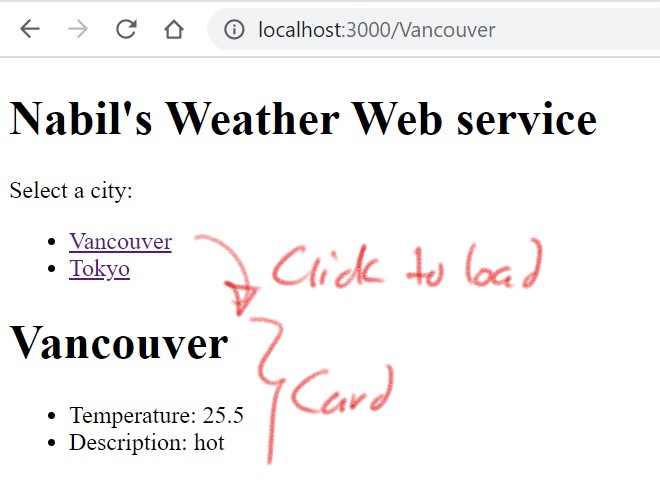 localhost:3000/Vancouver
Nabil's Weather Web service
Select a city:
Vancouver
Tokyo
Click to load
Vancouver
Temperature: 25.5
Description: hot
Card